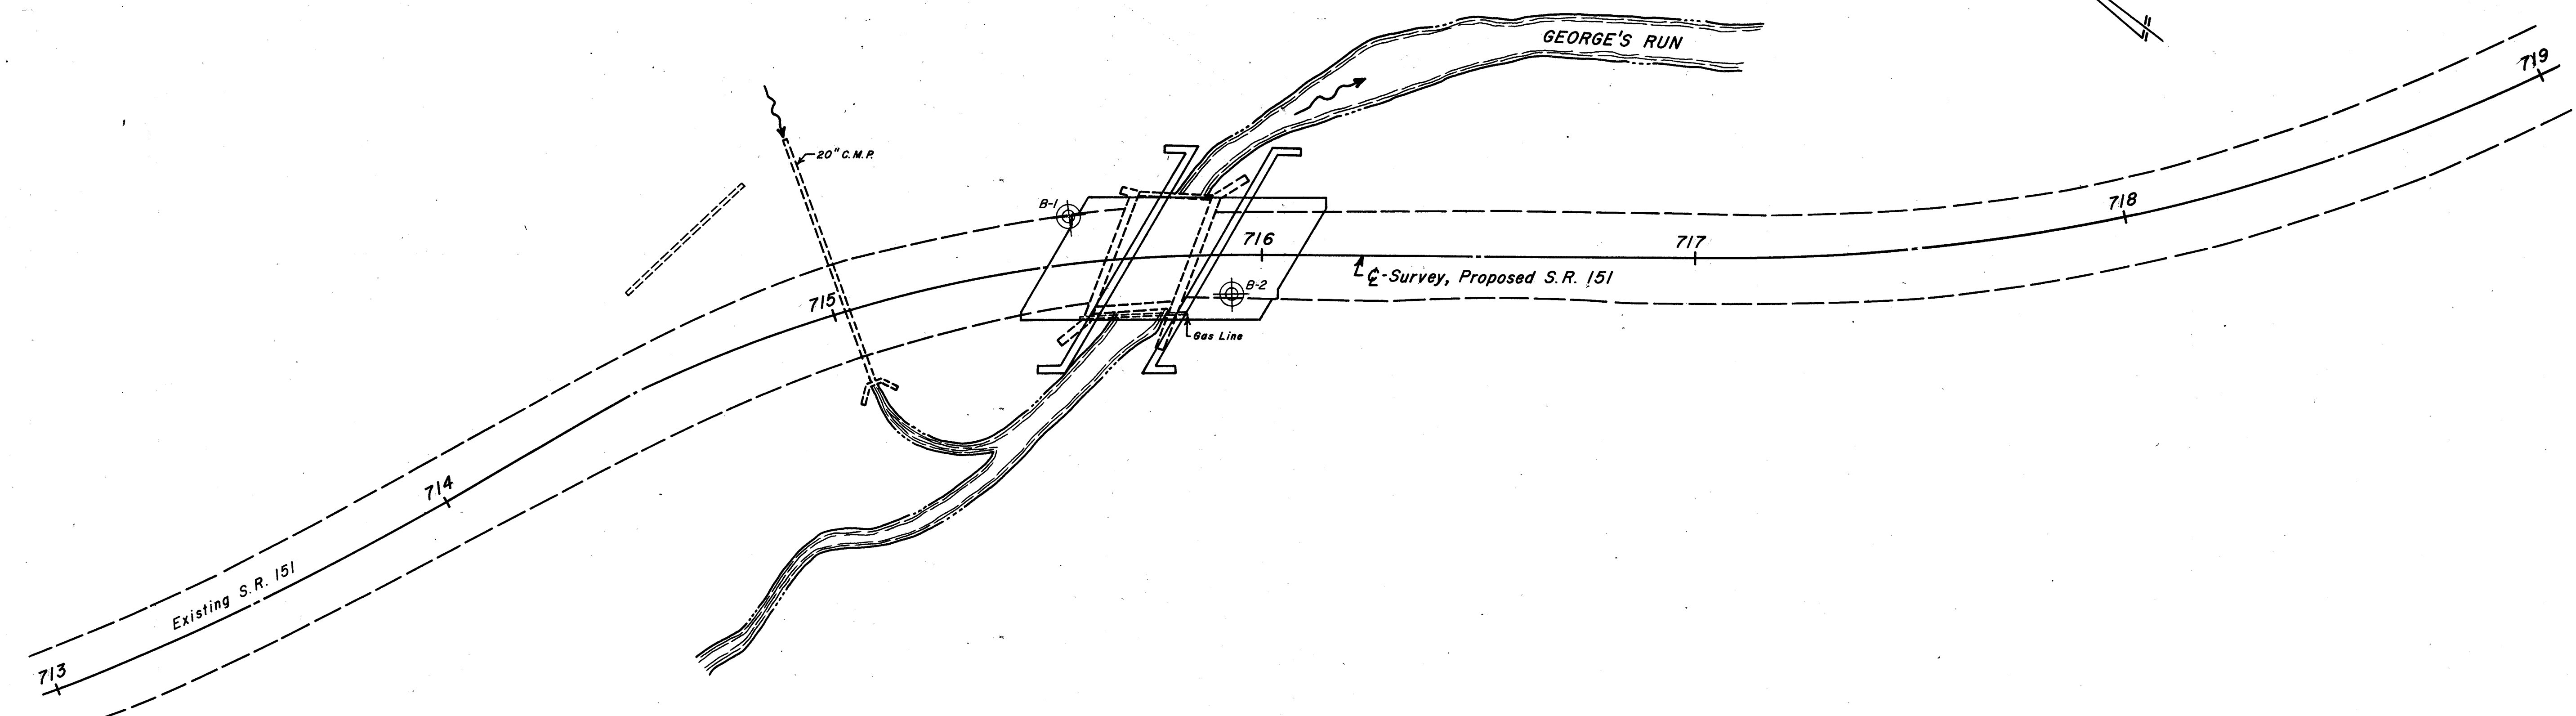 GEORGE'S RUN
719
20" C.M.P.
B-1
718
716
717
℄-Survey, Proposed S.R. 151
B-2
715
Gas Line
714
Existing S.R. 151
713